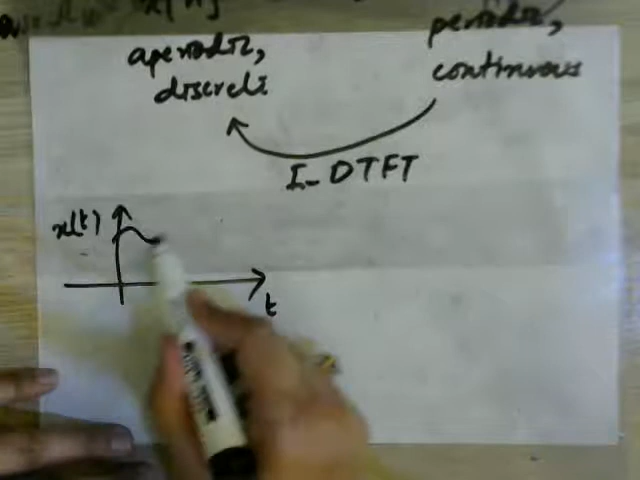 x[n]
periodic,
aperiodic,
discrete
continuous
I-DTFT
x(t)
t